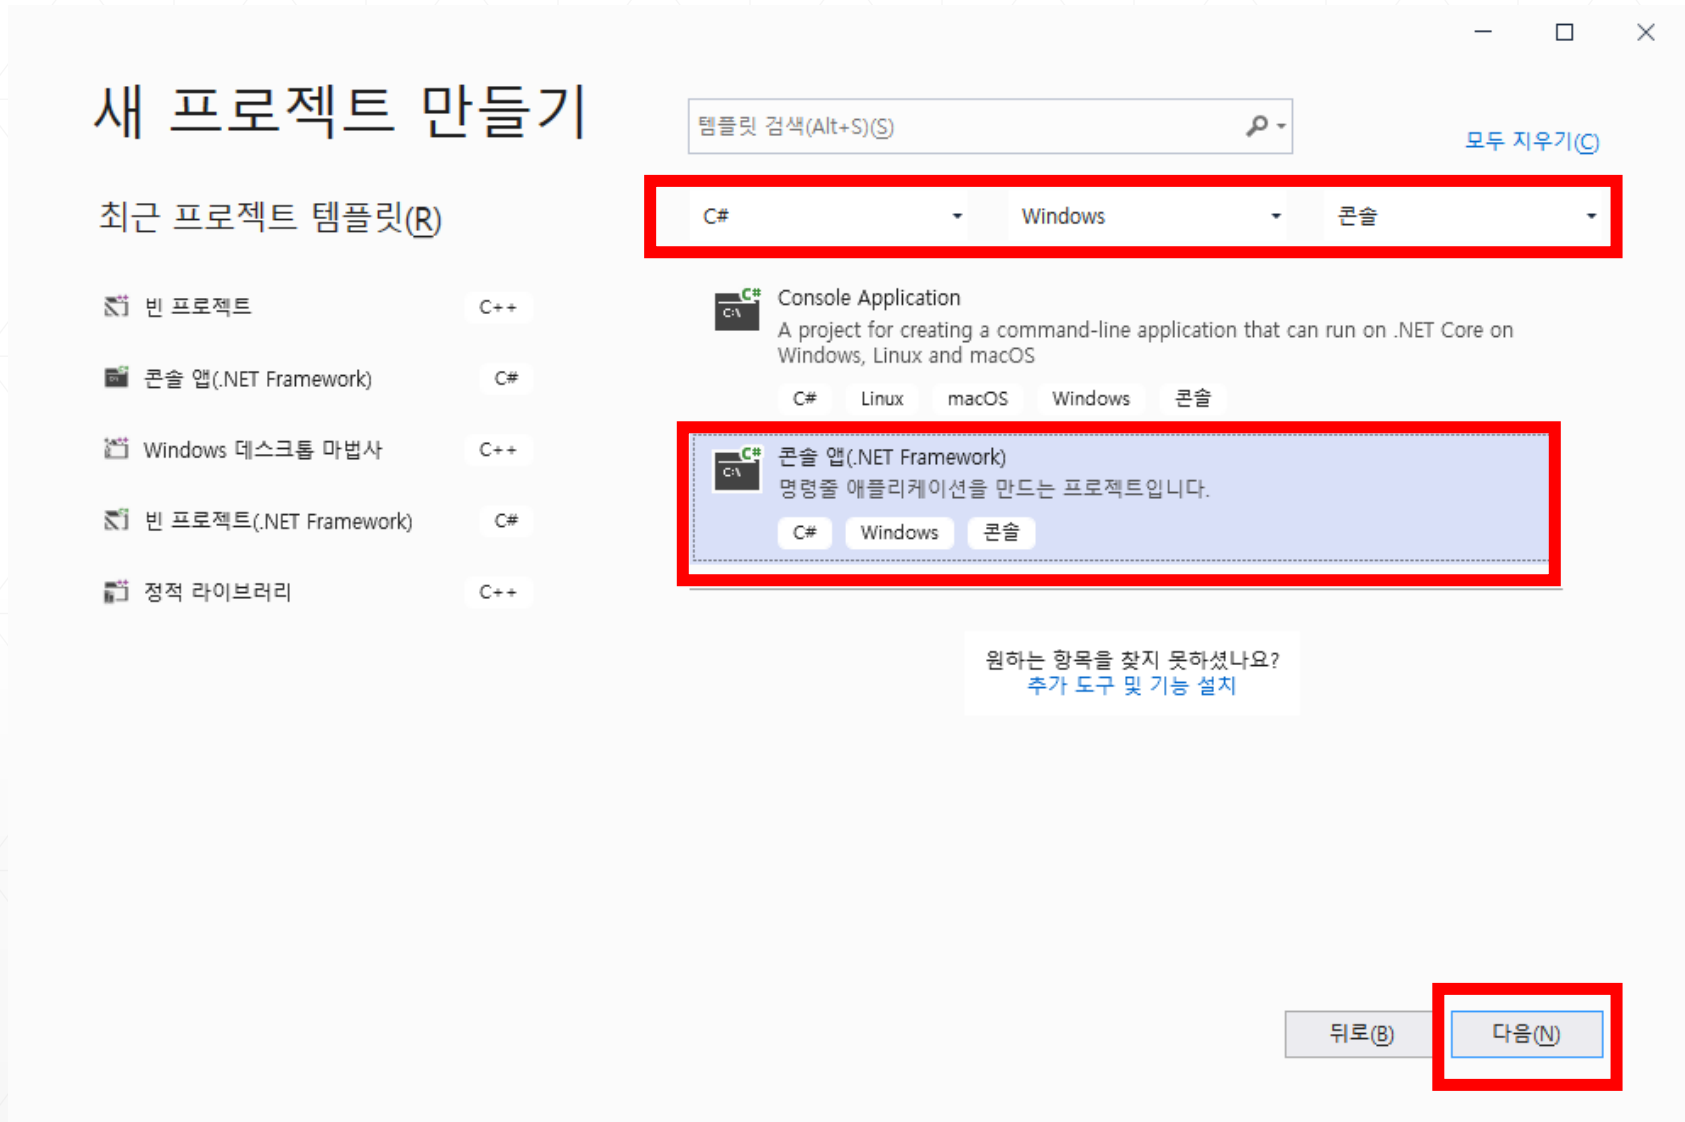 새 프로젝트 만들기
템플릿 검색(Alt+S)(S)
모두 지우기(C)
최근 프로젝트 템플릿(R)
C# Windows 콘솔
빈 프로젝트 C++
콘솔 앱(.NET Framework) C#
Windows 데스크톱 마법사 C++
빈 프로젝트(.NET Framework) C#
정적 라이브러리 C++
C# C:\
Console Application
A project for creating a command-line application that can run on .NET Core on
Windows, Linux and macOS
C# Linux macOS Windows 콘솔
C# C:\
콘솔 앱(.NET Framework)
명령줄 애플리케이션을 만드는 프로젝트입니다.
C# Windows 콘솔
원하는 항목을 찾지 못하셨나요?
추가 도구 및 기능 설치
뒤로(B) 다음(N)